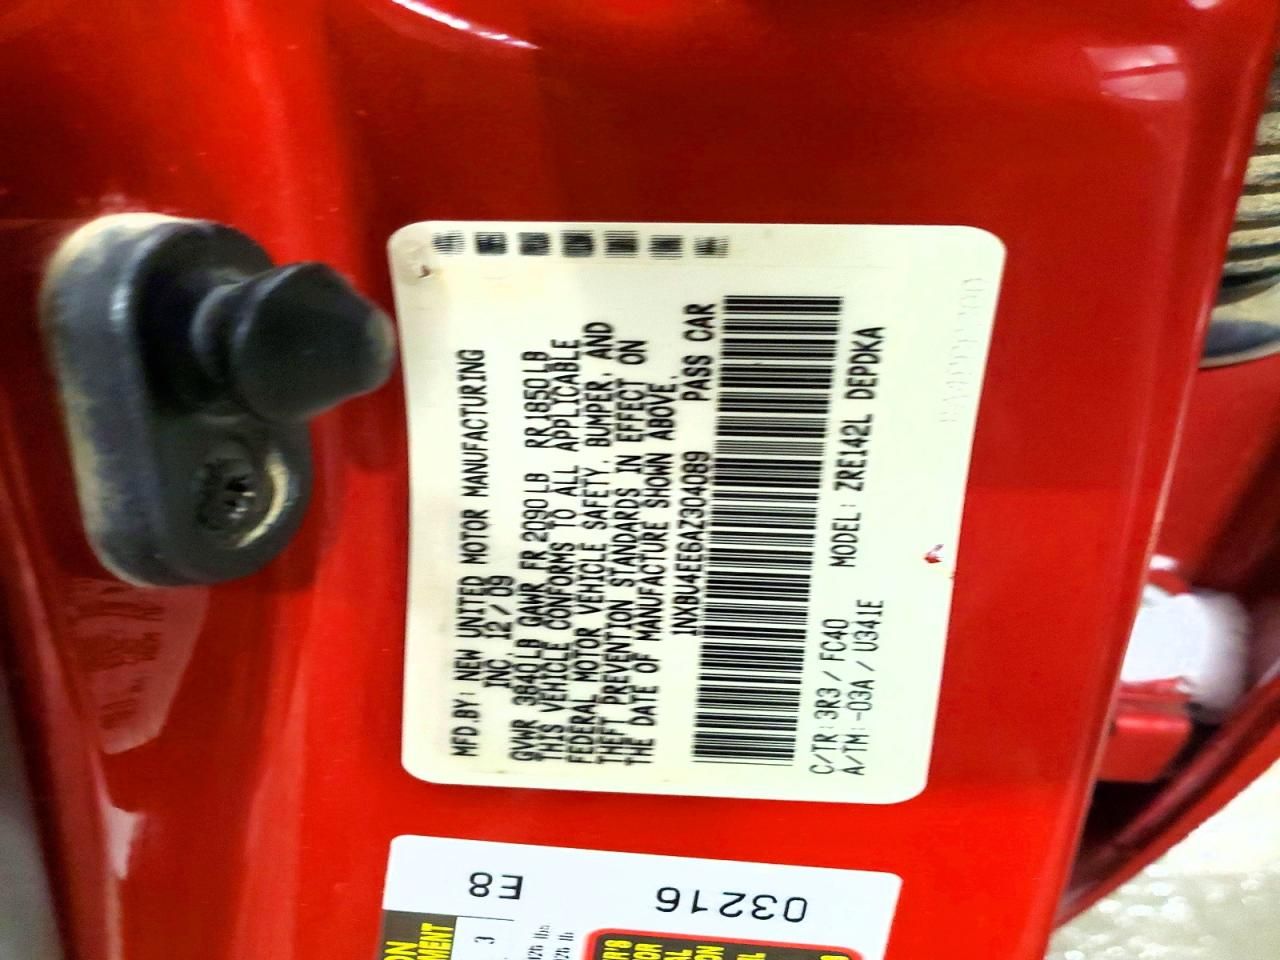 MFD.BY: NEW UNITED MOTOR MANUFACTURING
INC. 12/09
GVWR 3840LB GAWR FR 2090LB RR 1850LB
THIS VEHICLE CONFORMS TO ALL APPLICABLE
FEDERAL MOTOR VEHICLE SAFETY, BUMPER, AND
THEFT PREVENTION STANDARDS IN EFFECT ON
THE DATE OF MANUFACTURE SHOWN ABOVE.
1NXBU4EE6AZ304089 PASS CAR
C/TR:3R3/FC40 MODEL: ZRE142L DEPDKA
A/TM:-03A/U341E
E8 03216
3